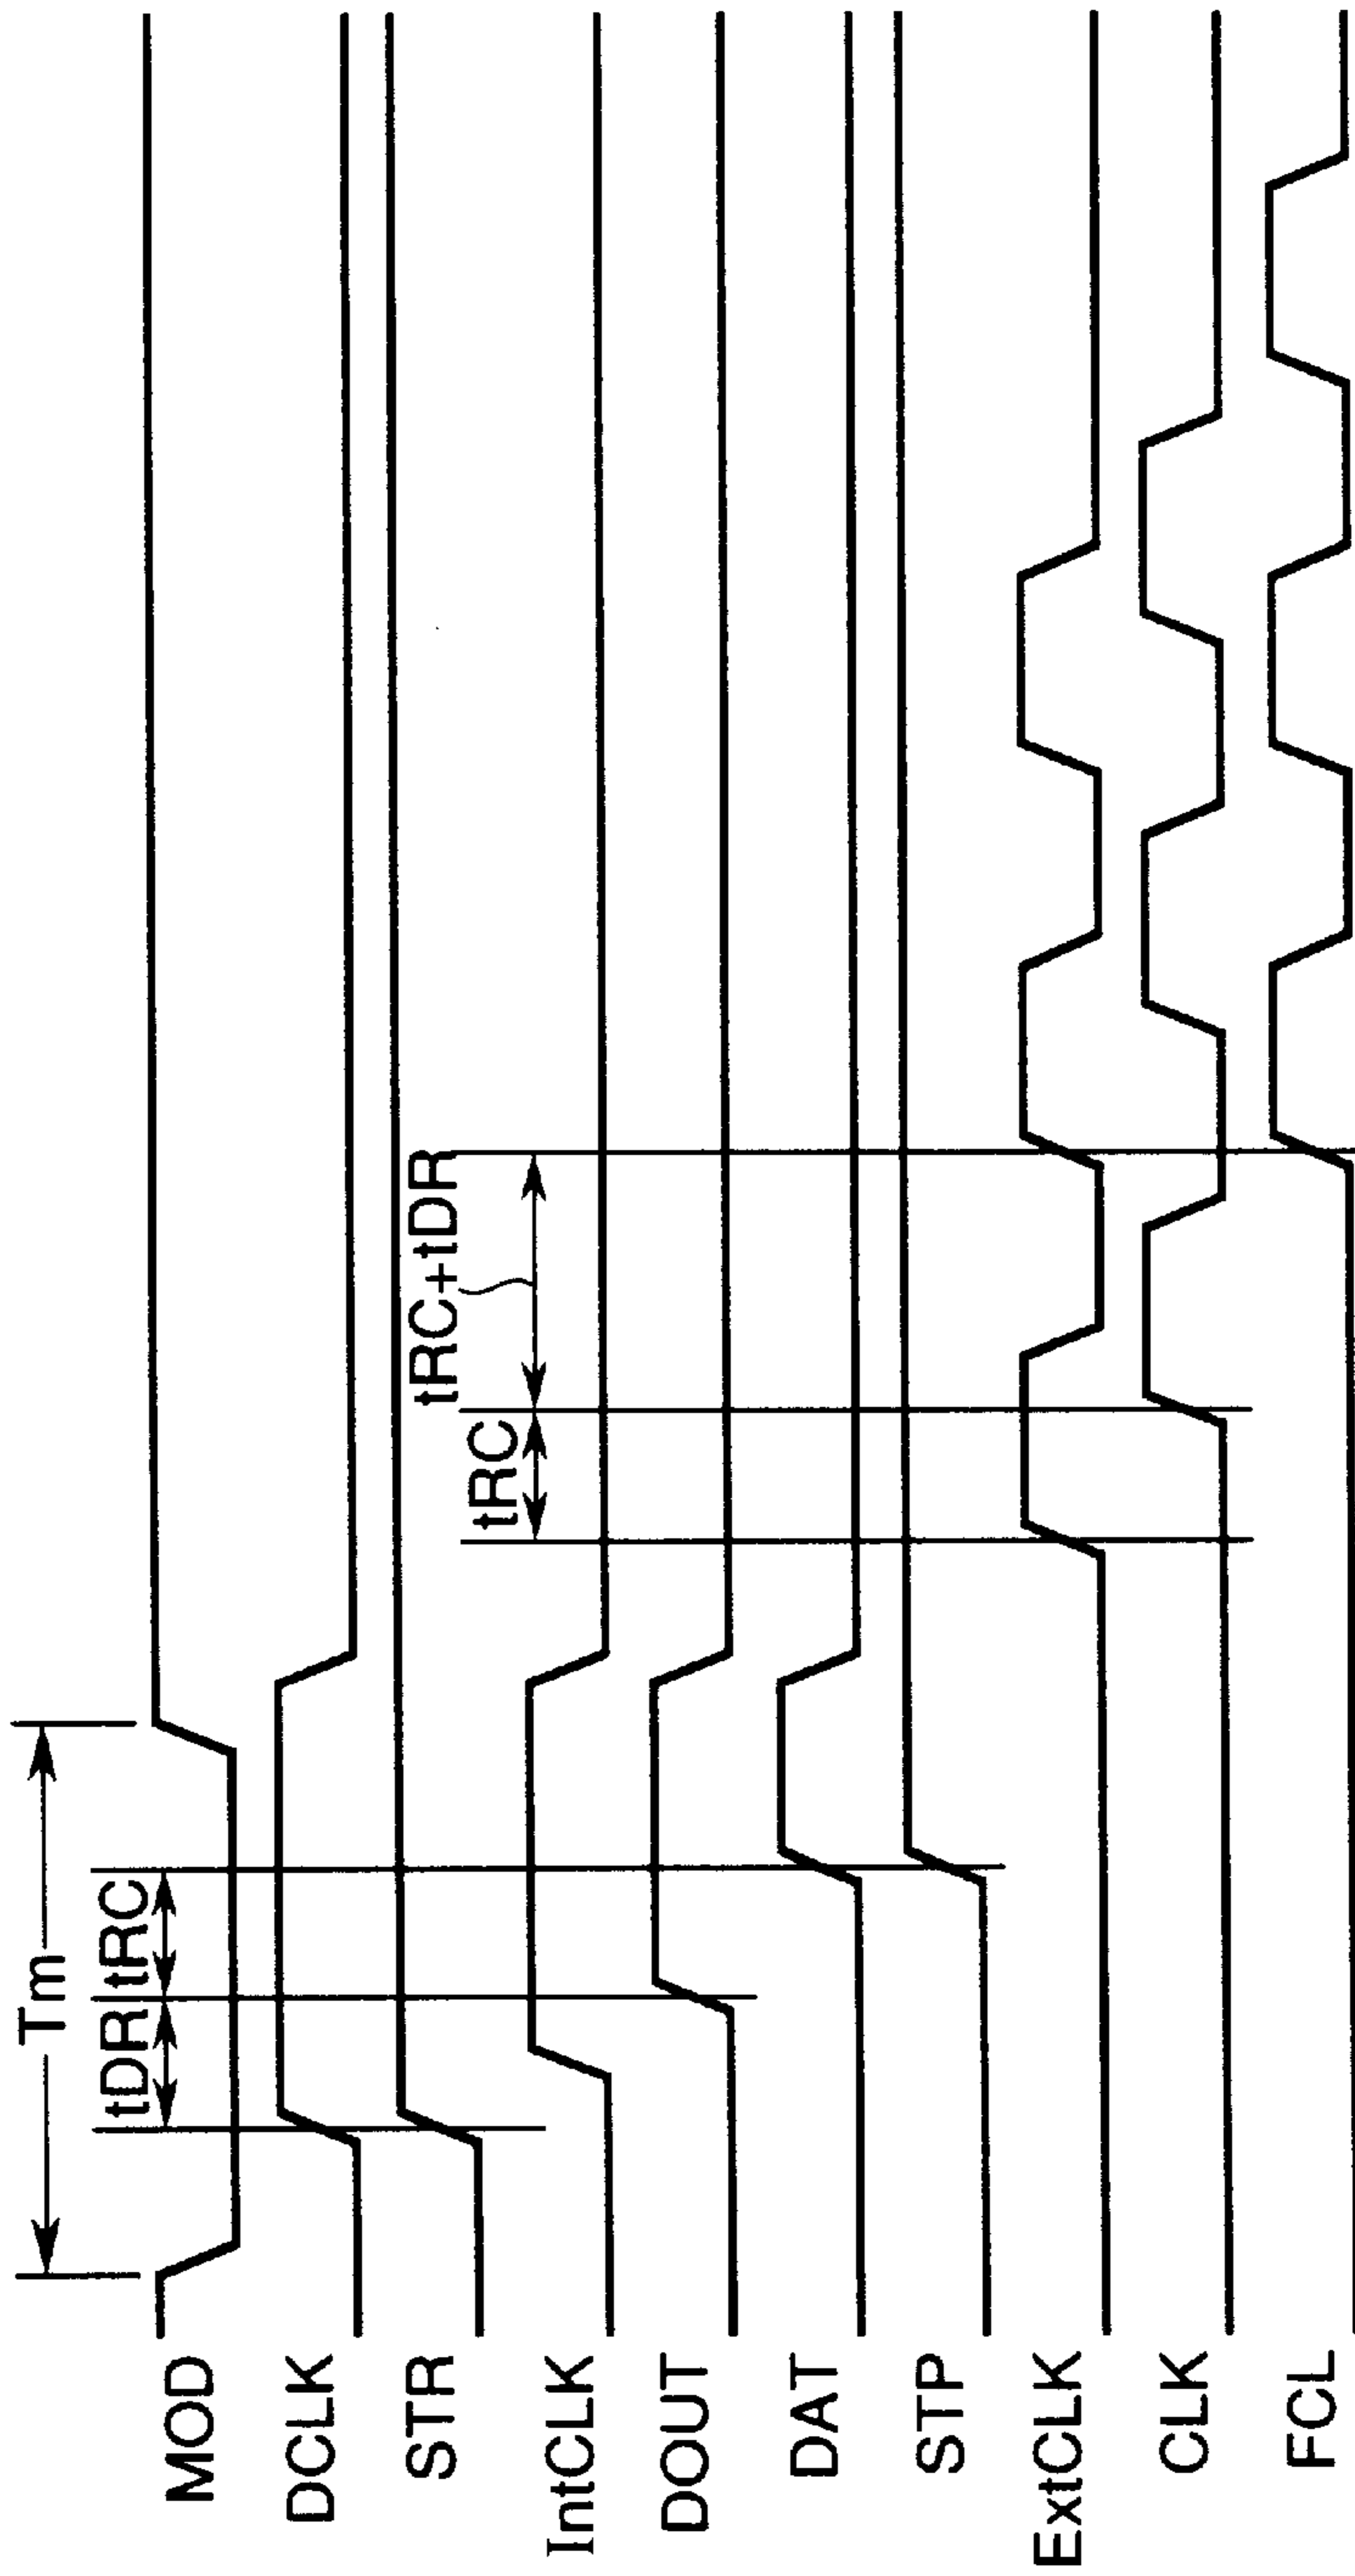 Tm
tDR
tRC
tRC
tRC+tDR
MOD
DCLK
STR
IntCLK
DOUT
DAT
STP
ExtCLK
CLK
FCL